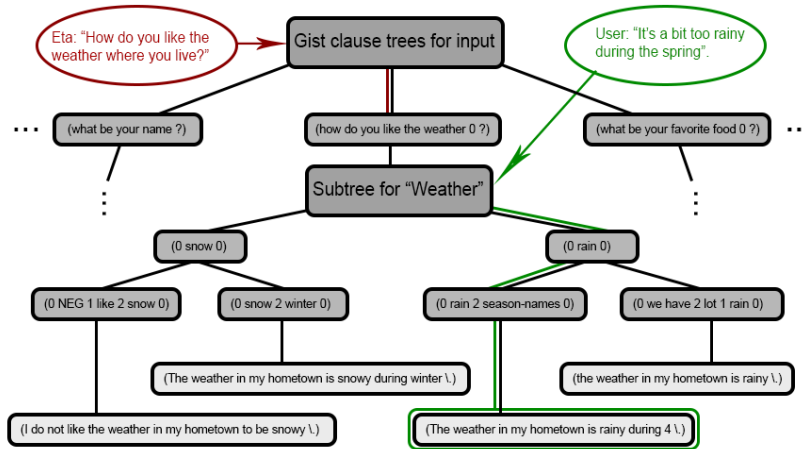 Eta: “How do you like the
weather where you live?”
Gist clause trees for input
User: “It’s a bit too rainy
during the spring”.
(what be your name ?)
(how do you like the weather 0 ?)
(what be your favorite food 0 ?)
Subtree for “Weather”
(0 snow 0)
(0 rain 0)
(0 NEG 1 like 2 snow 0)
(0 snow 2 winter 0)
(0 rain 2 season-names 0)
(0 we have 2 lot 1 rain 0)
(The weather in my hometown is snowy during winter \.)
(the weather in my hometown is rainy \.)
(I do not like the weather in my hometown to be snowy \.)
(The weather in my hometown is rainy during 4 \.)